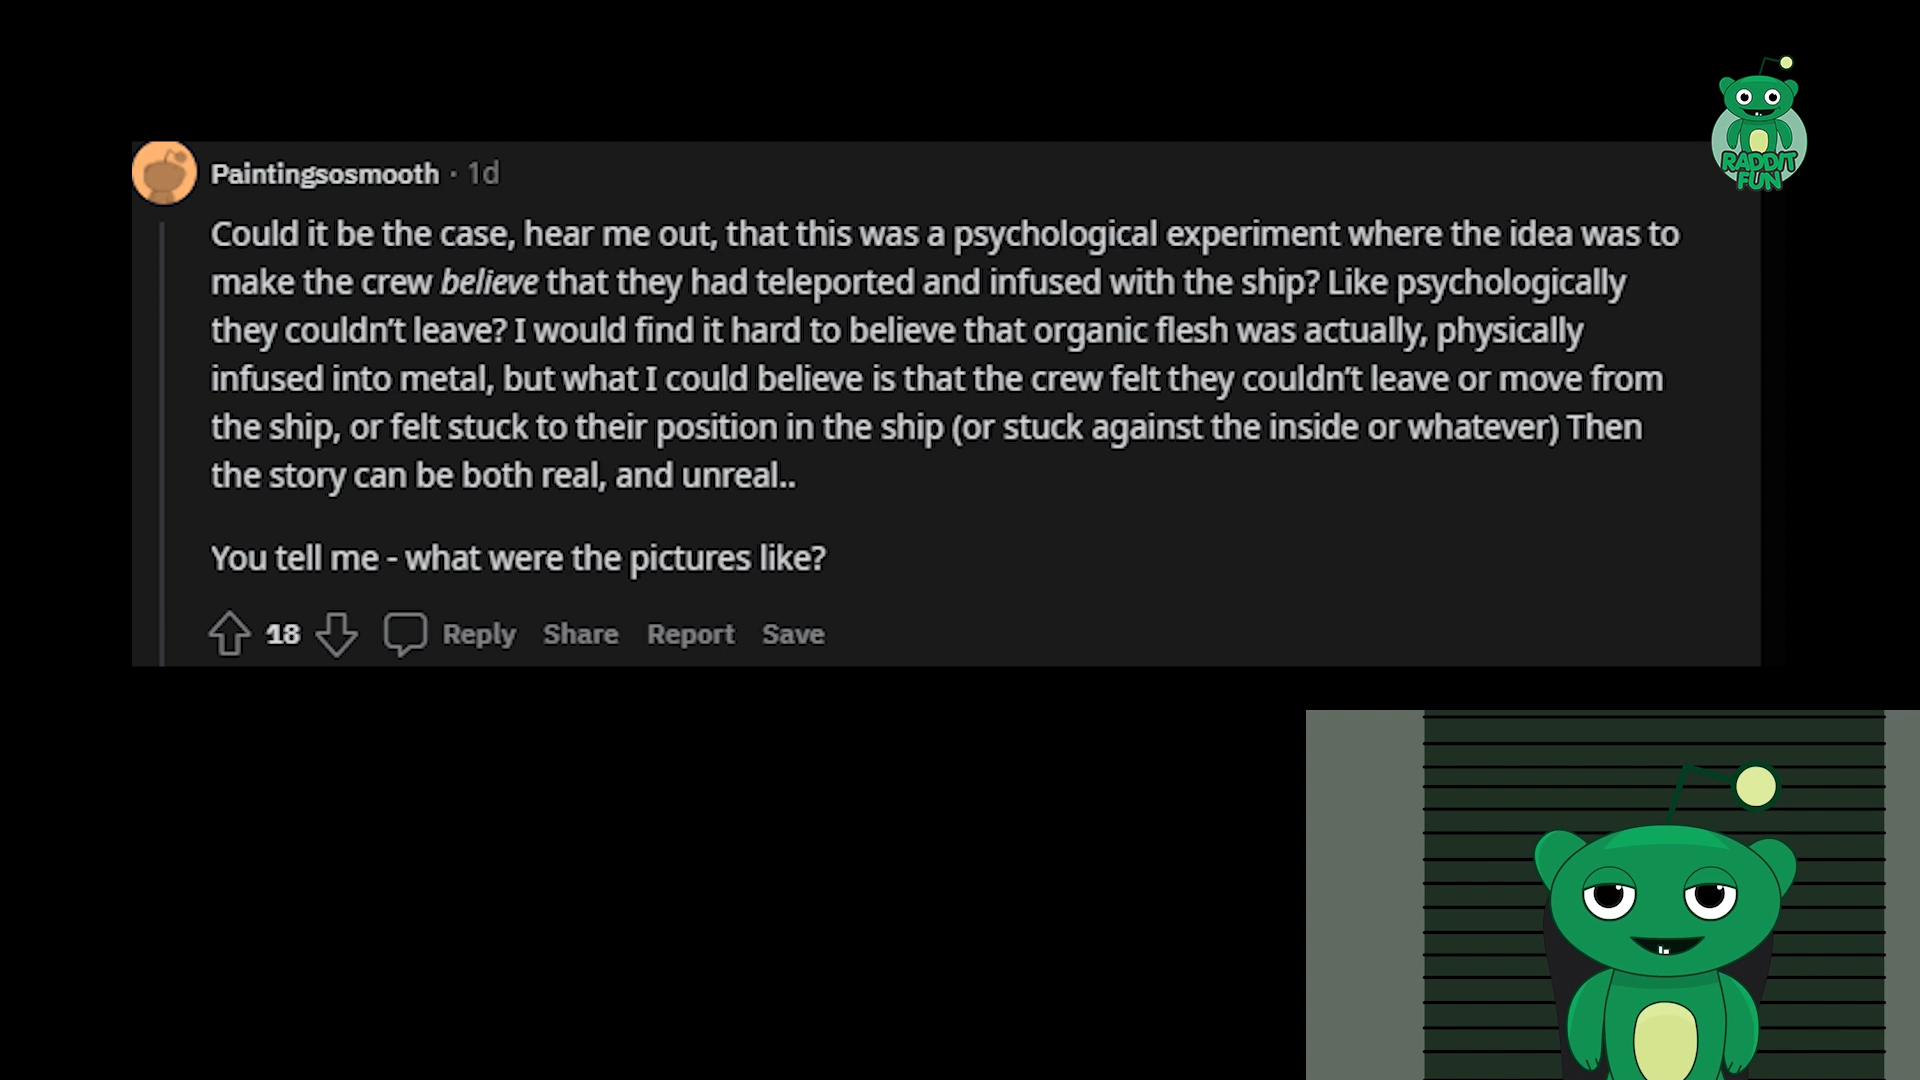 RADDIT
FUN
Paintingsosmooth · 1d
Could it be the case, hear me out, that this was a psychological experiment where the idea was to
make the crew believe that they had teleported and infused with the ship? Like psychologically
they couldn’t leave? I would find it hard to believe that organic flesh was actually, physically
infused into metal, but what I could believe is that the crew felt they couldn’t leave or move from
the ship, or felt stuck to their position in the ship (or stuck against the inside or whatever) Then
the story can be both real, and unreal..
You tell me - what were the pictures like?
18 Reply Share Report Save